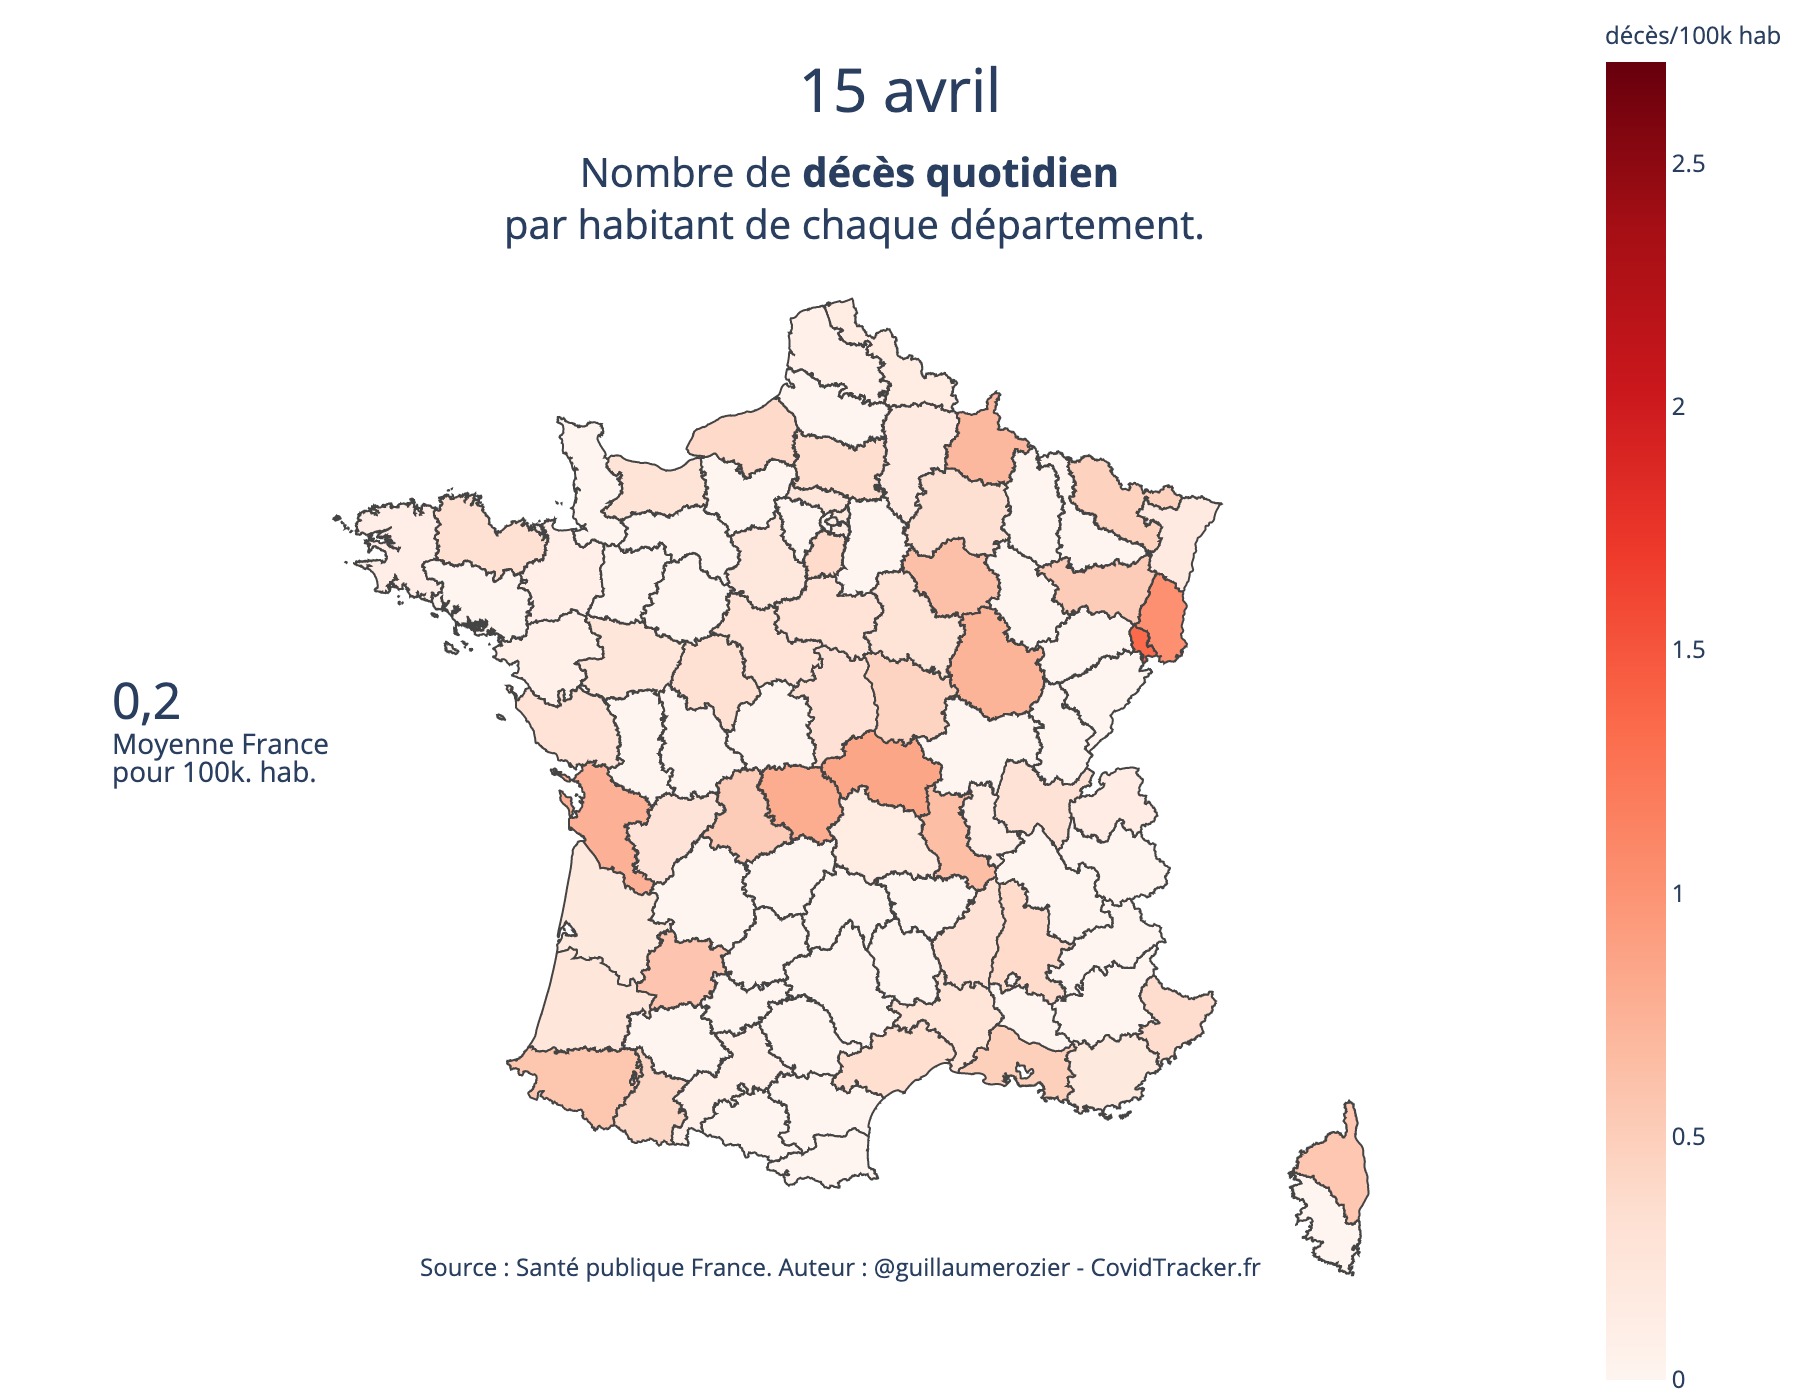 15 avril
Nombre de décès quotidien
par habitant de chaque département.
décès/100k hab
2.5
2
1.5
1
0.5
0
0,2
Moyenne France
pour 100k. hab.
Source : Santé publique France. Auteur : @guillaumerozier - CovidTracker.fr